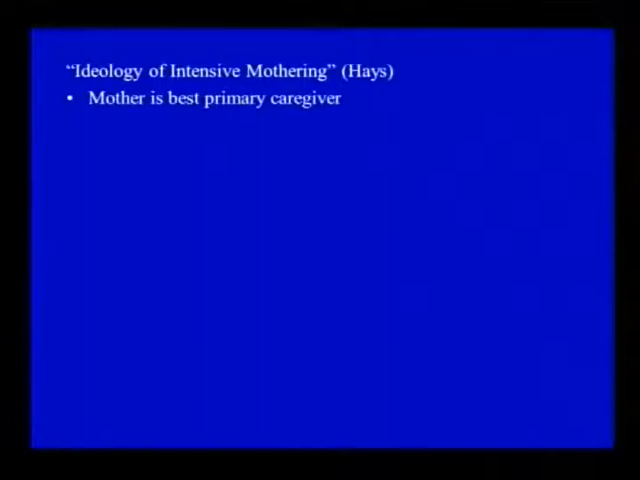 “Ideology of Intensive Mothering” (Hays)
• Mother is best primary caregiver